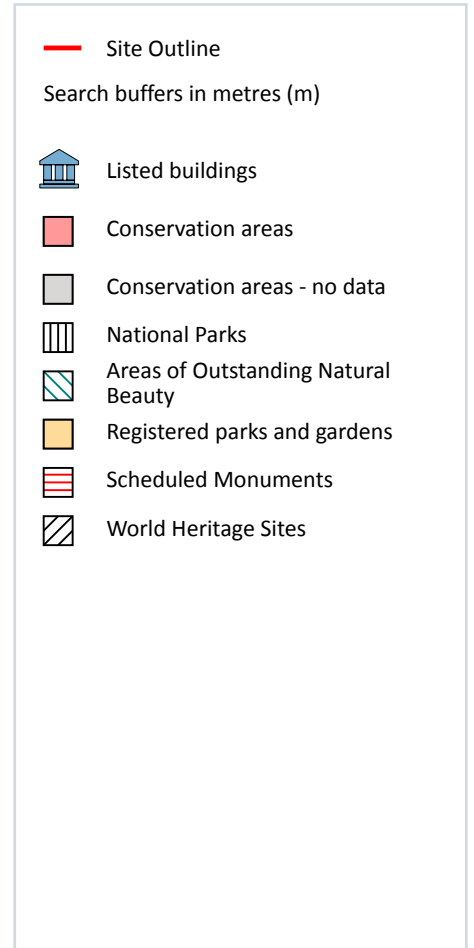 Site Outline
Search buffers in metres (m)
Listed buildings
Conservation areas
Conservation areas - no data
National Parks
Areas of Outstanding Natural
Beauty
Registered parks and gardens
Scheduled Monuments
World Heritage Sites